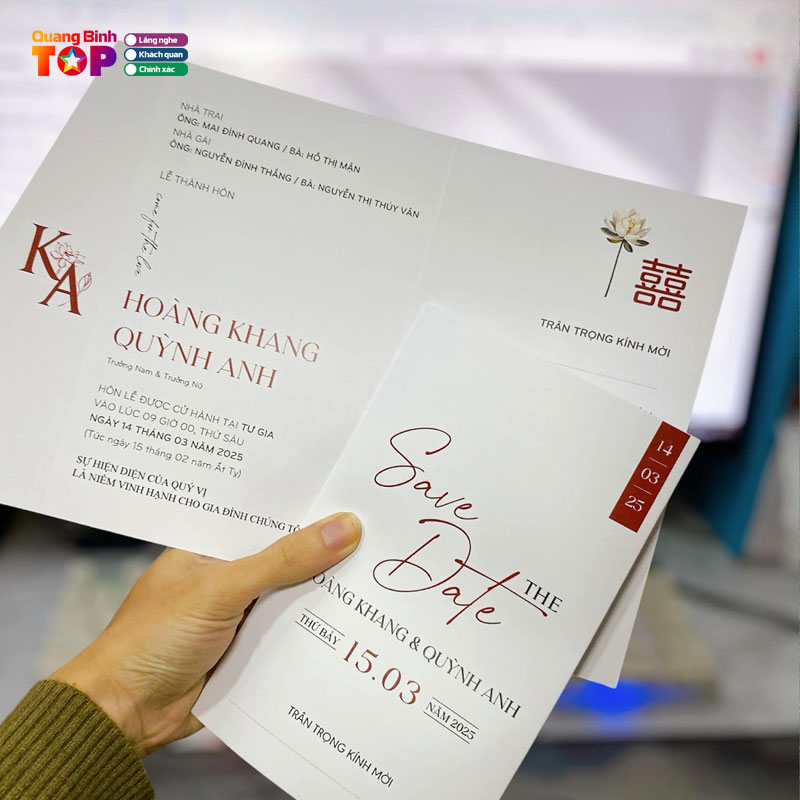 Quang Bình
TOP
Lắng nghe
Khách quan
Chính xác
NHÀ TRAI
ÔNG: MAI ĐÌNH QUANG / BÀ: HỒ THỊ MẬN
NHÀ GÁI
ÔNG: NGUYỄN ĐÌNH THẮNG / BÀ: NGUYỄN THỊ THÚY VÂN
LỄ THÀNH HÔN
come for the love
KA
HOÀNG KHANG
QUỲNH ANH
Trưởng Nam & Trưởng Nữ
HÔN LỄ ĐƯỢC CỬ HÀNH TẠI TƯ GIA
VÀO LÚC 09 GIỜ 00, THỨ SÁU
NGÀY 14 THÁNG 03 NĂM 2025
(Tức ngày 15 tháng 02 năm Ất Tỵ)
SỰ HIỆN DIỆN CỦA QUÝ VỊ
LÀ NIỀM VINH HẠNH CHO GIA ĐÌNH CHÚNG TÔ
囍
TRÂN TRỌNG KÍNH MỜI
14
03
25
Save
THE
Date
OÀNG KHANG & QUỲNH ANH
THỨ BẢY
15.03
NĂM 2025
TRÂN TRỌNG KÍNH MỜI